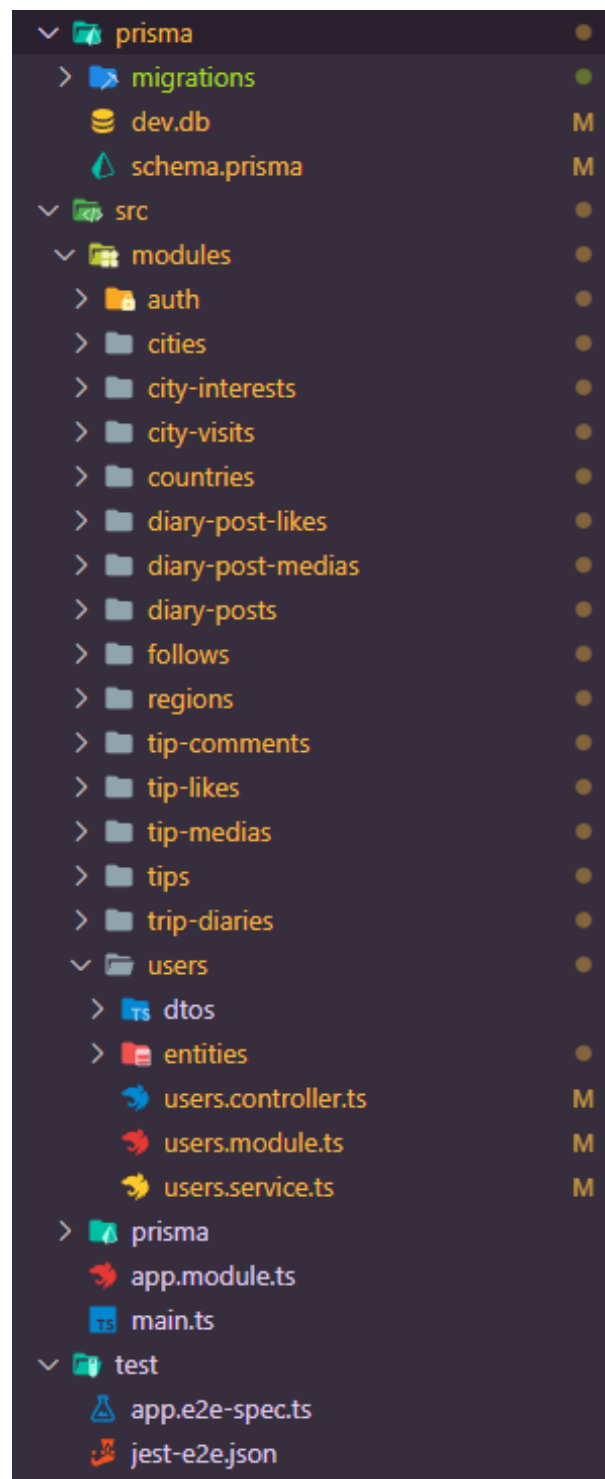 prisma
migrations
dev.db M
schema.prisma M
src
modules
auth
cities
city-interests
city-visits
countries
diary-post-likes
diary-post-medias
diary-posts
follows
regions
tip-comments
tip-likes
tip-medias
tips
trip-diaries
users
TS dtos
entities
users.controller.ts M
users.module.ts M
users.service.ts M
prisma
app.module.ts
TS main.ts
test
app.e2e-spec.ts
jest-e2e.json